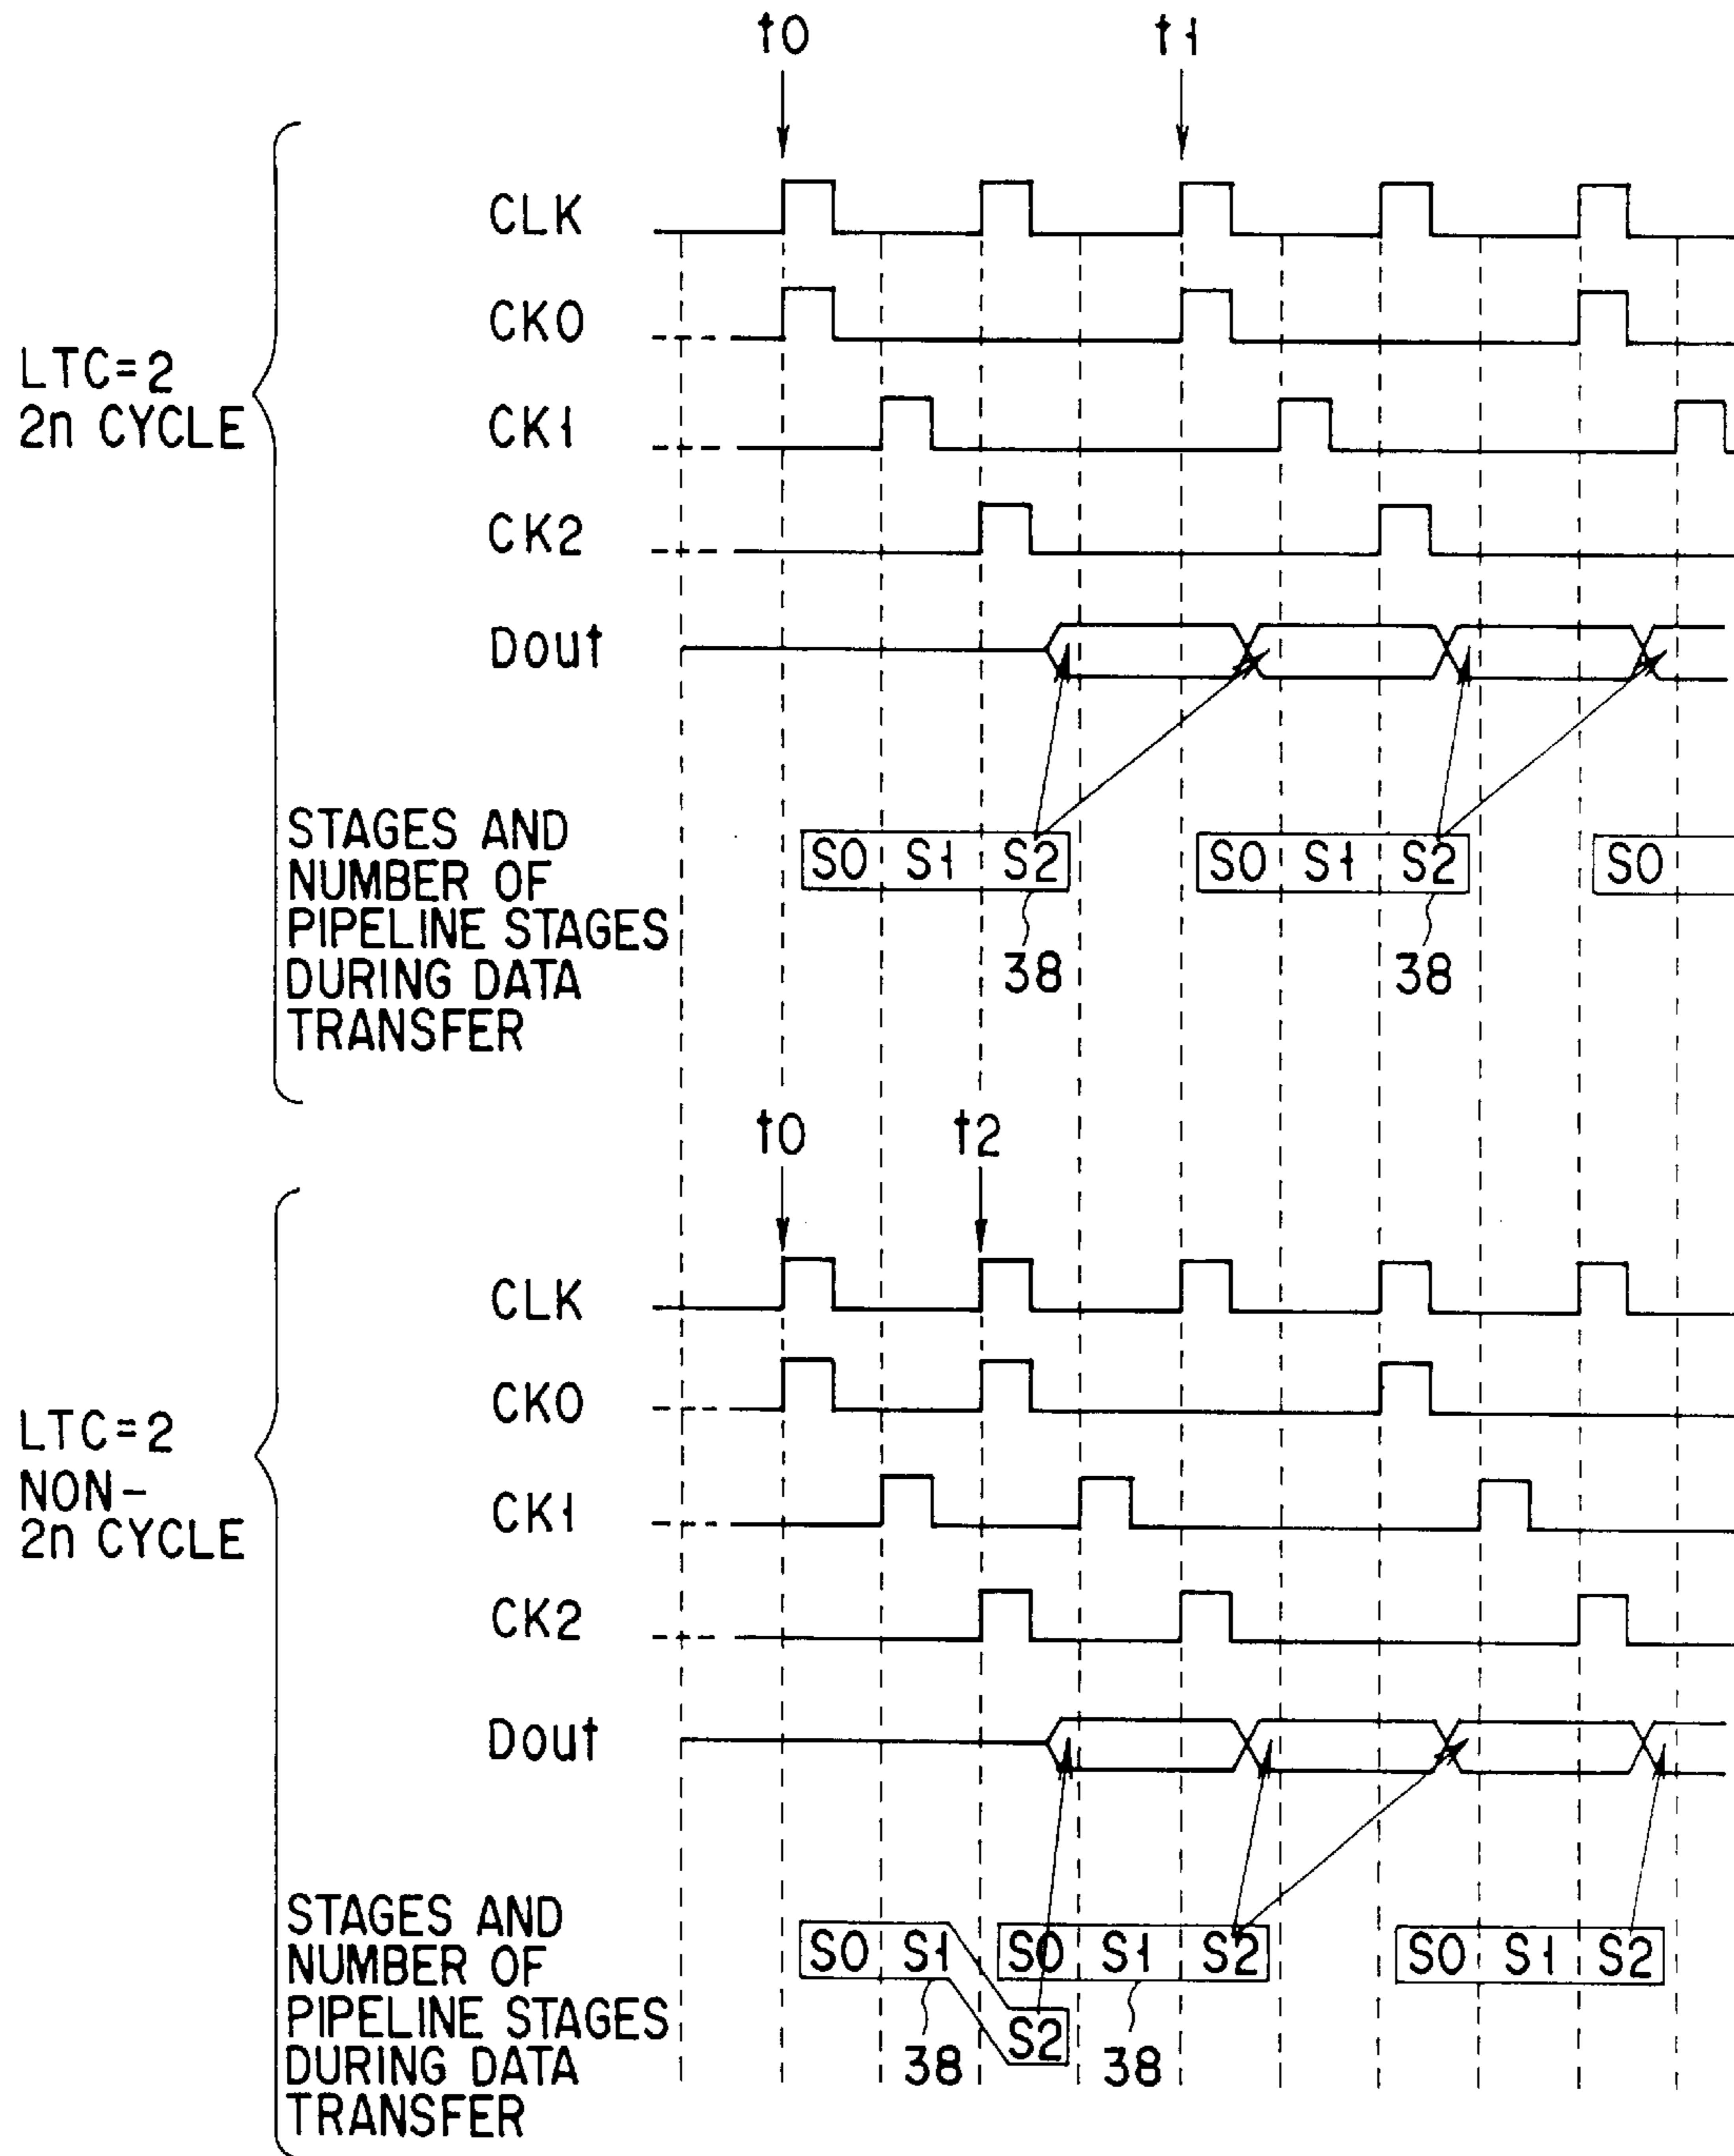 t0 t1
CLK
CK0
LTC=2
2n CYCLE
CK1
CK2
Dout
STAGES AND
NUMBER OF
PIPELINE STAGES
DURING DATA
TRANSFER
S0 S1 S2 S0 S1 S2 S0
38 38
t0 t2
CLK
CK0
LTC=2
NON-
2n CYCLE
CK1
CK2
Dout
STAGES AND
NUMBER OF
PIPELINE STAGES
DURING DATA
TRANSFER
S0 S1 S0 S1 S2 S0 S1 S2
S2
38 38